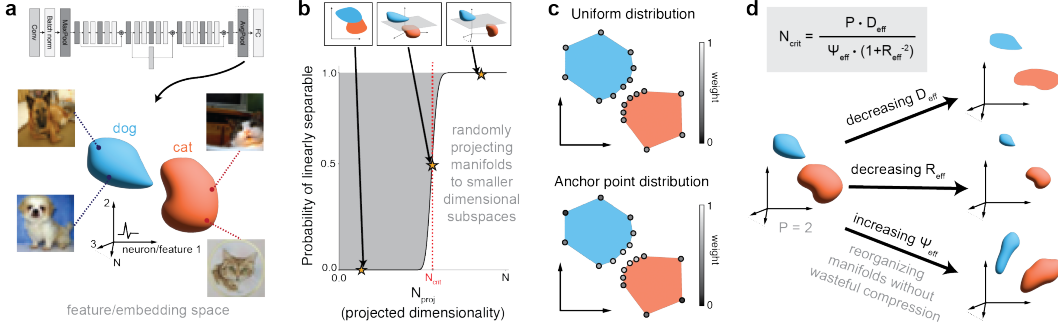 a
Conv
Batch norm
MaxPool
AvgPool
FC
dog
cat
2
3
N
neuron/feature 1
feature/embedding space
b
Probability of linearly separable
1.0
0.5
0.0
randomly
projecting
manifolds
to smaller
dimensional
subspaces
0
N_crit
N
N_proj
(projected dimensionality)
c
Uniform distribution
1
weight
0
Anchor point distribution
1
weight
0
d
N_crit = P · D_eff / Ψ_eff · (1+R_eff^-2)
decreasing D_eff
decreasing R_eff
increasing Ψ_eff
P = 2
reorganizing
manifolds without
wasteful compression